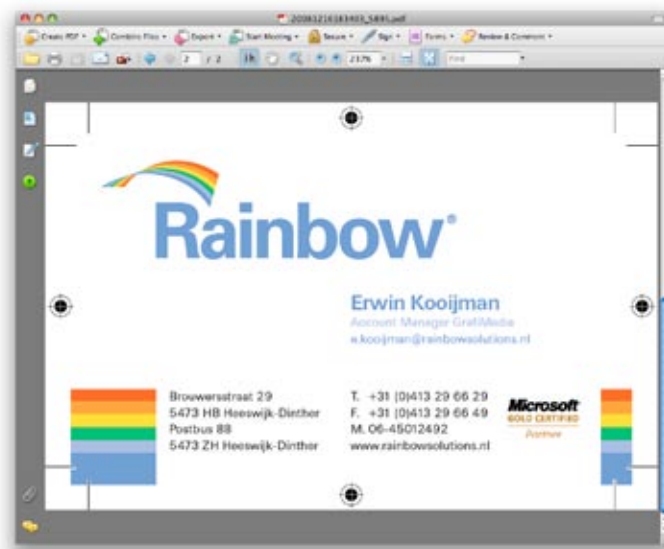 20081216163403_5895.pdf
Create PDF Combine Files Export Start Meeting Secure Sign Forms Review & Comment
2 / 2 237% Find
Rainbow®
Erwin Kooijman
Account Manager GrafiMedia
e.kooijman@rainbowsolutions.nl
Brouwersstraat 29
5473 HB Heeswijk-Dinther
Postbus 88
5473 ZH Heeswijk-Dinther
T. +31 (0)413 29 66 29
F. +31 (0)413 29 66 49
M. 06-45012492
www.rainbowsolutions.nl
Microsoft
GOLD CERTIFIED
Partner